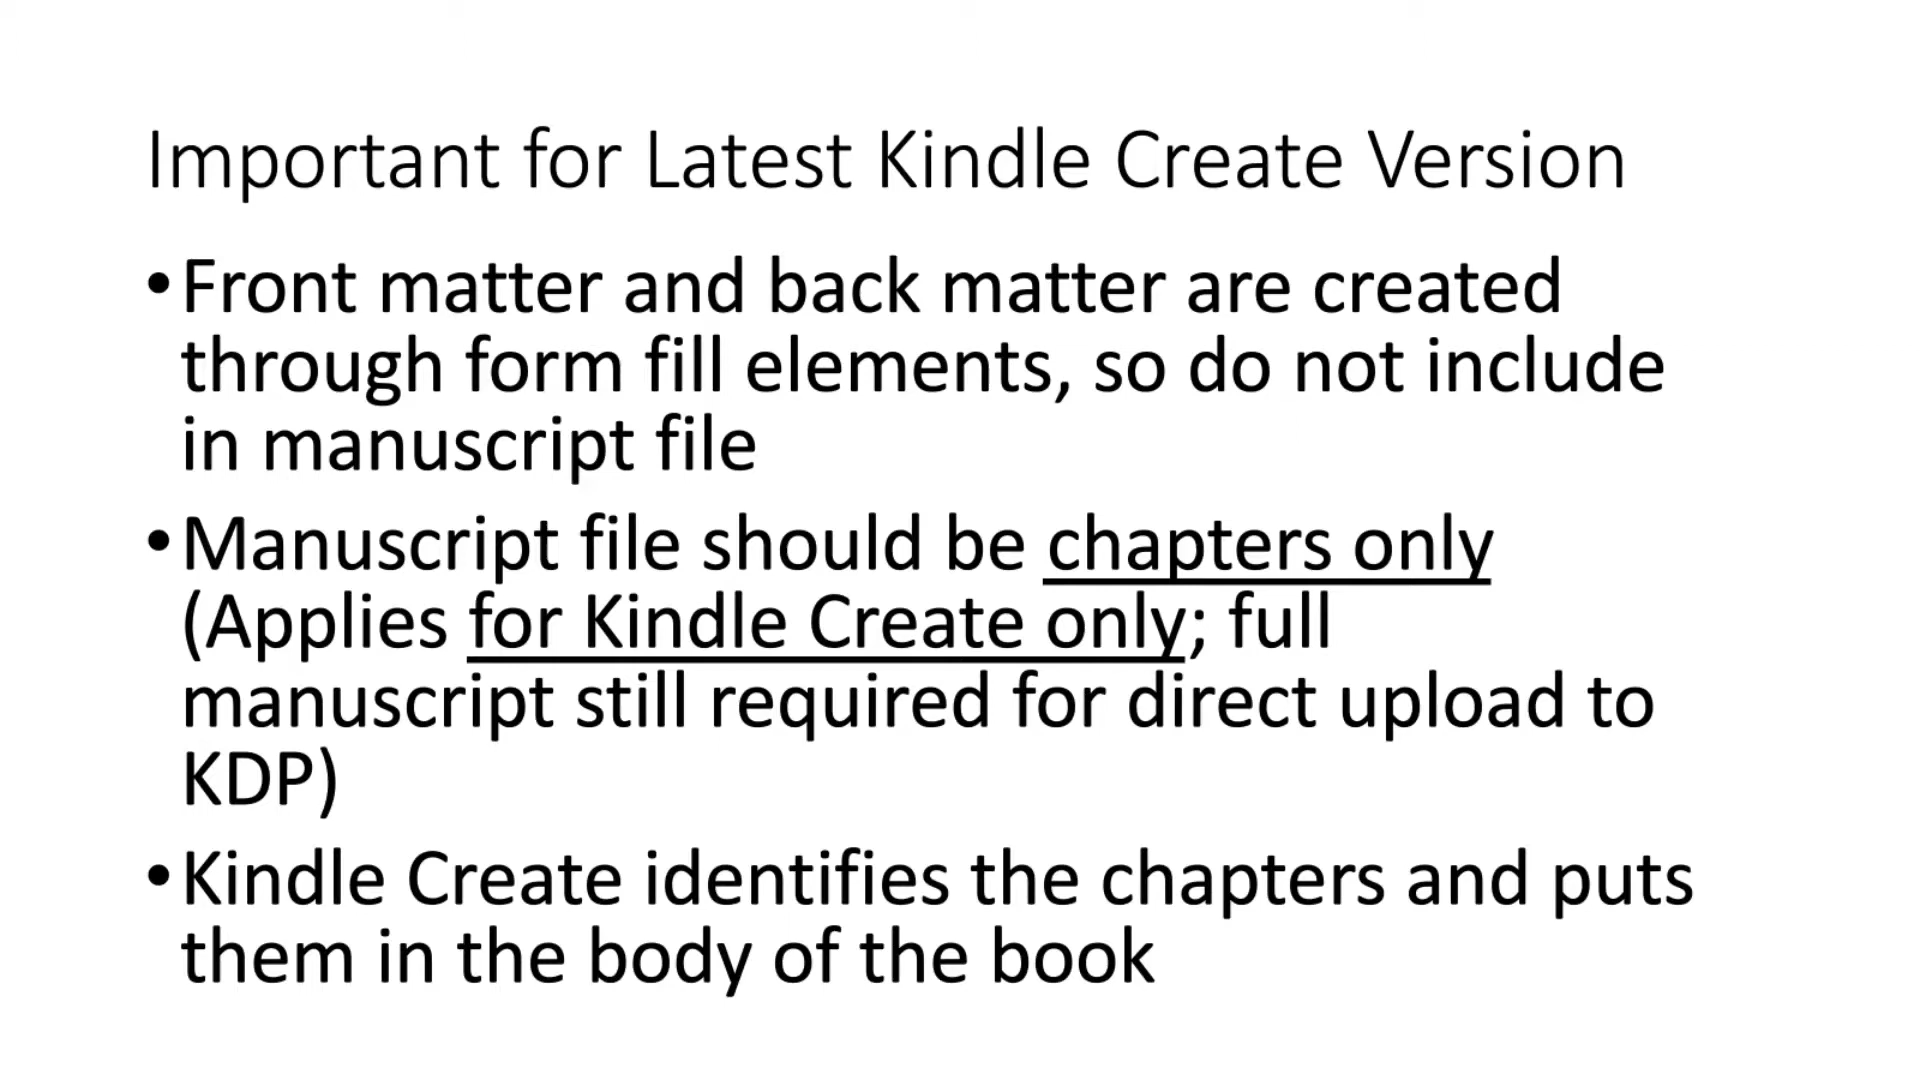 Important for Latest Kindle Create Version
•Front matter and back matter are created
through form fill elements, so do not include
in manuscript file
•Manuscript file should be chapters only
(Applies for Kindle Create only; full
manuscript still required for direct upload to
KDP)
•Kindle Create identifies the chapters and puts
them in the body of the book